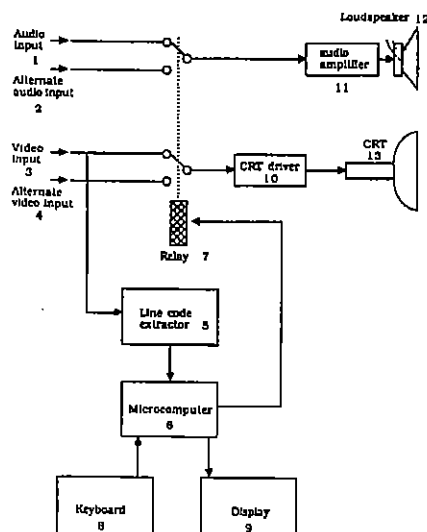 Loudspeaker 12
Audio
input
1
Alternate
audio input
2
audio
amplifier
11
Video
input
3
Alternate
video input
4
CRT driver
10
CRT
13
Relay 7
Line code
extractor 5
Microcomputer
6
Keyboard
8
Display
9